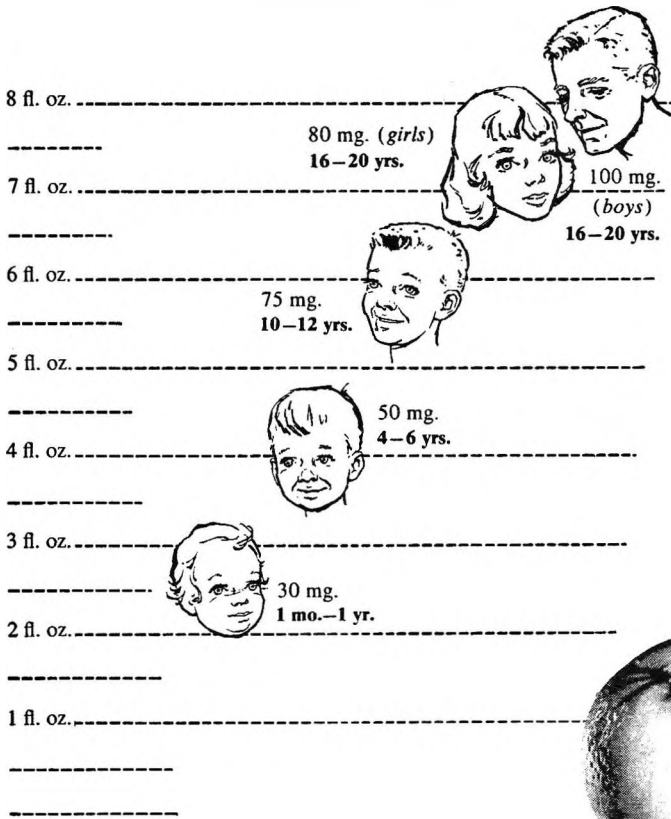 8 fl. oz.
80 mg. (girls)
16–20 yrs.
7 fl. oz.
100 mg.
(boys)
16–20 yrs.
6 fl. oz.
75 mg.
10–12 yrs.
5 fl. oz.
50 mg.
4–6 yrs.
4 fl. oz.
3 fl. oz.
30 mg.
1 mo.–1 yr.
2 fl. oz.
1 fl. oz.